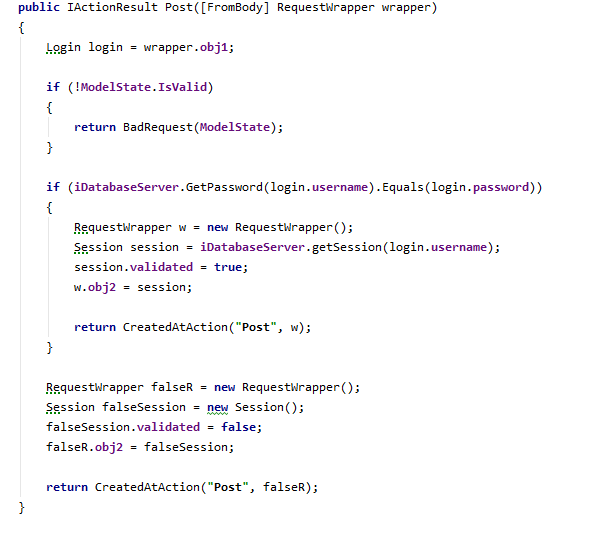 public IActionResult Post([FromBody] RequestWrapper wrapper)
{
    Login login = wrapper.obj1;

    if (!ModelState.IsValid)
    {
        return BadRequest(ModelState);
    }

    if (iDatabaseServer.GetPassword(login.username).Equals(login.password))
    {
        RequestWrapper w = new RequestWrapper();
        Session session = iDatabaseServer.getSession(login.username);
        session.validated = true;
        w.obj2 = session;

        return CreatedAtAction("Post", w);
    }

    RequestWrapper falseR = new RequestWrapper();
    Session falseSession = new Session();
    falseSession.validated = false;
    falseR.obj2 = falseSession;

    return CreatedAtAction("Post", falseR);
}